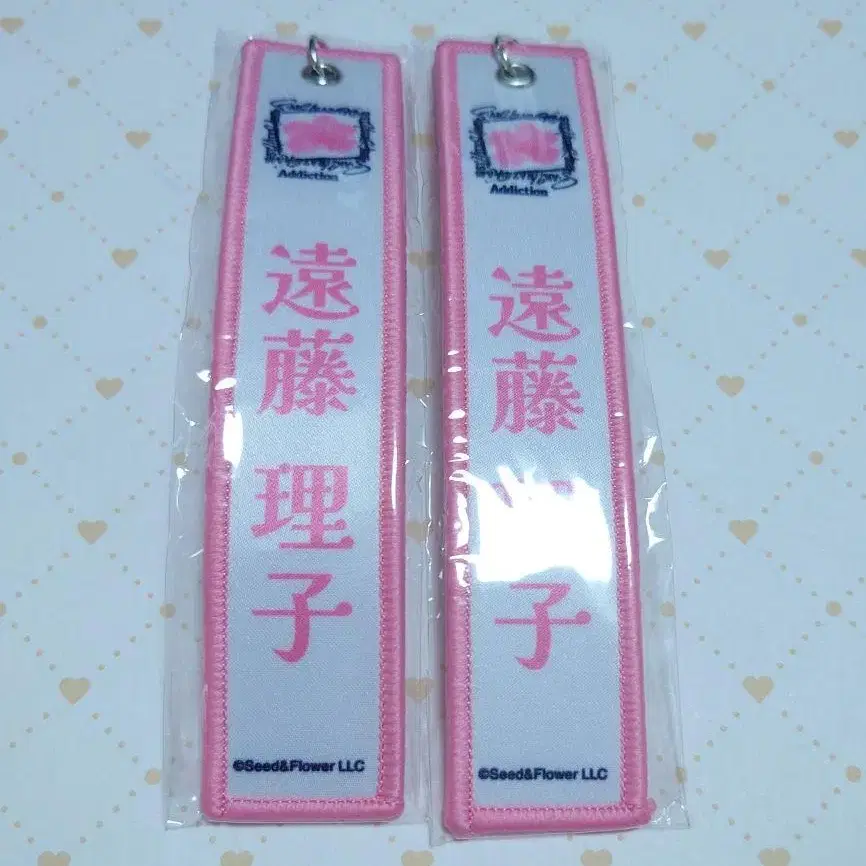 Addiction
遠藤
理子
©Seed&Flower LLC
Addiction
遠藤
子
©Seed&Flower LLC